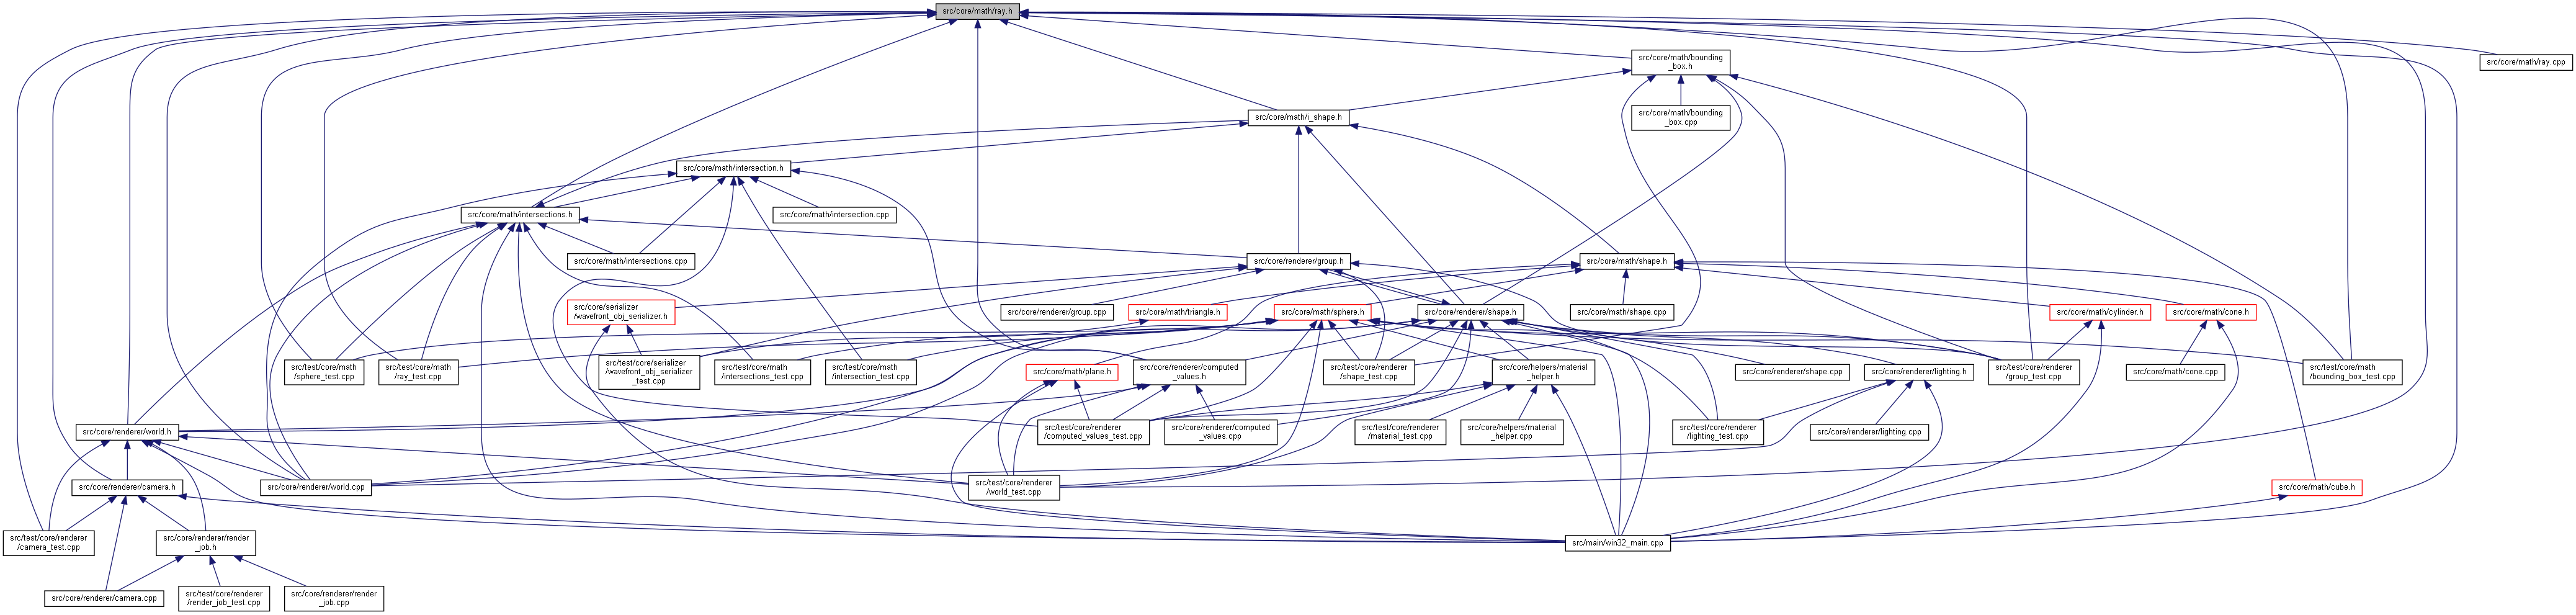 src/core/math/ray.h
src/core/math/bounding
_box.h
src/core/math/ray.cpp
src/core/math/i_shape.h
src/core/math/bounding
_box.cpp
src/core/math/intersection.h
src/core/math/intersections.h
src/core/math/intersection.cpp
src/core/math/intersections.cpp
src/core/renderer/group.h
src/core/math/shape.h
src/core/serializer
/wavefront_obj_serializer.h
src/core/renderer/group.cpp
src/core/math/triangle.h
src/core/math/sphere.h
src/core/renderer/shape.h
src/core/math/shape.cpp
src/core/math/cylinder.h
src/core/math/cone.h
src/test/core/math
/sphere_test.cpp
src/test/core/math
/ray_test.cpp
src/test/core/serializer
/wavefront_obj_serializer
_test.cpp
src/test/core/math
/intersections_test.cpp
src/test/core/math
/intersection_test.cpp
src/core/math/plane.h
src/core/renderer/computed
_values.h
src/test/core/renderer
/shape_test.cpp
src/core/helpers/material
_helper.h
src/core/renderer/shape.cpp
src/core/renderer/lighting.h
src/test/core/renderer
/group_test.cpp
src/core/math/cone.cpp
src/test/core/math
/bounding_box_test.cpp
src/core/renderer/world.h
src/test/core/renderer
/computed_values_test.cpp
src/core/renderer/computed
_values.cpp
src/test/core/renderer
/material_test.cpp
src/core/helpers/material
_helper.cpp
src/test/core/renderer
/lighting_test.cpp
src/core/renderer/lighting.cpp
src/core/renderer/camera.h
src/core/renderer/world.cpp
src/test/core/renderer
/world_test.cpp
src/core/math/cube.h
src/test/core/renderer
/camera_test.cpp
src/core/renderer/render
_job.h
src/main/win32_main.cpp
src/core/renderer/camera.cpp
src/test/core/renderer
/render_job_test.cpp
src/core/renderer/render
_job.cpp